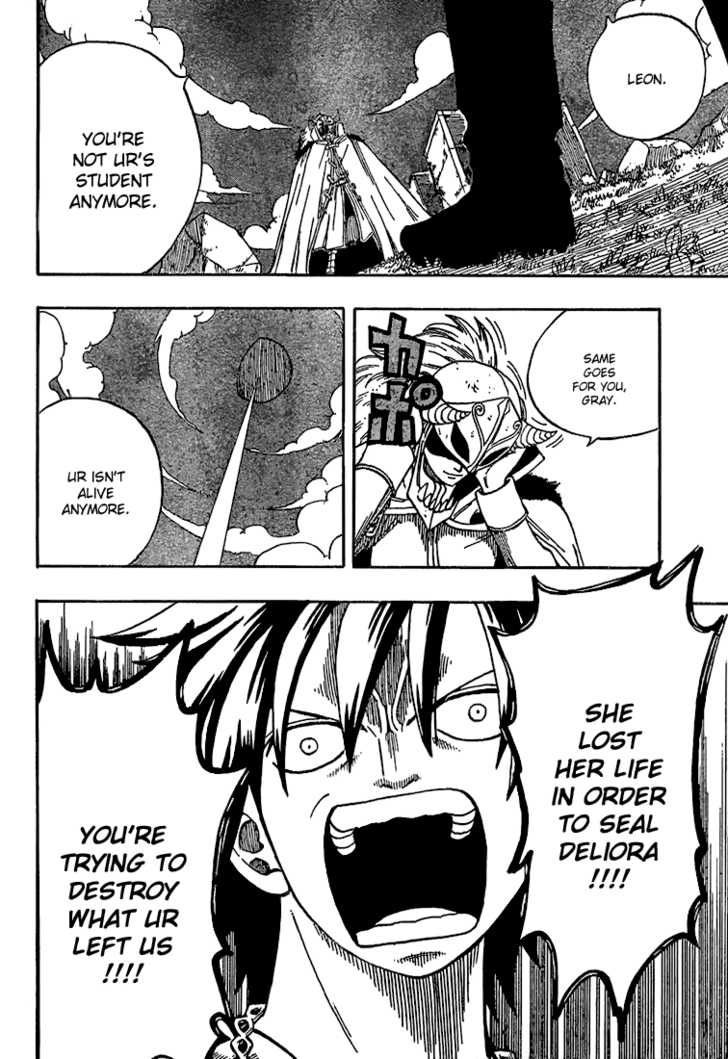 LEON.
YOU'RE
NOT UR'S
STUDENT
ANYMORE.
SAME
GOES
FOR YOU,
GRAY.
カ
ポ
UR ISN'T
ALIVE
ANYMORE.
SHE
LOST
HER LIFE
IN ORDER
TO SEAL
DELIORA
!!!!
YOU'RE
TRYING TO
DESTROY
WHAT UR
LEFT US
!!!!